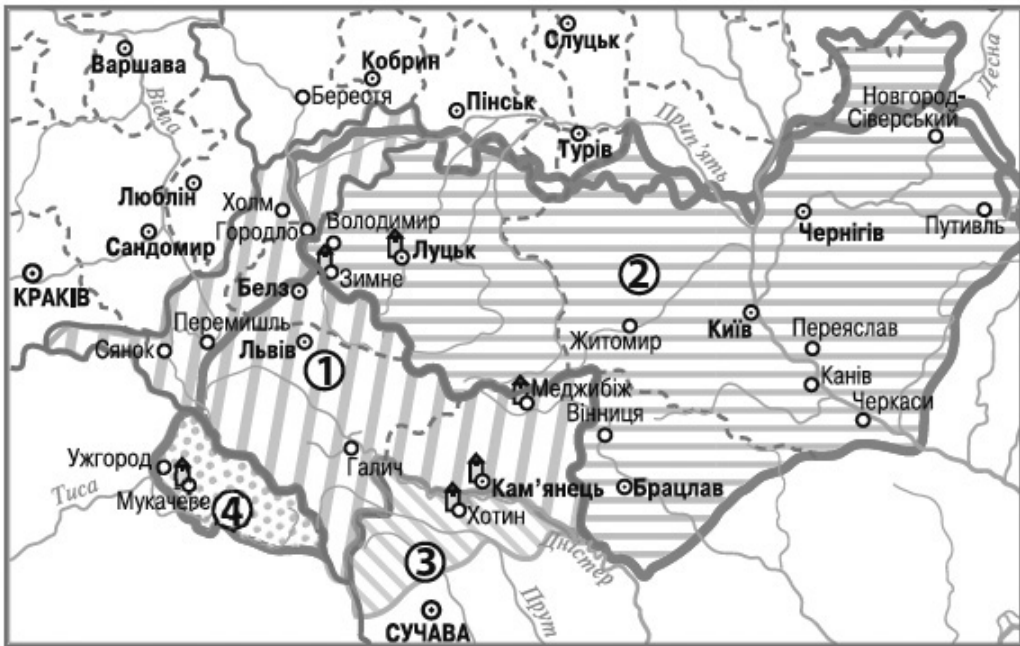 Слуцьк
Варшава
Кобрин
Десна
Берестя
Вісла
Пінськ
Новгород-
Сіверський
Турів
Прип’ять
Люблін
Холм
Городло
Володимир
Чернігів
Путивль
Сандомир
Луцьк
КРАКІВ
Зимне
2
Белз
Київ
Перемишль
Житомир
Переяслав
Сянок
Львів
1
Канів
Меджибіж
Вінниця
Черкаси
Ужгород
Галич
Тиса
Мукачеве
Кам’янець
Брацлав
4
Хотин
Дністер
3
Прут
СУЧАВА